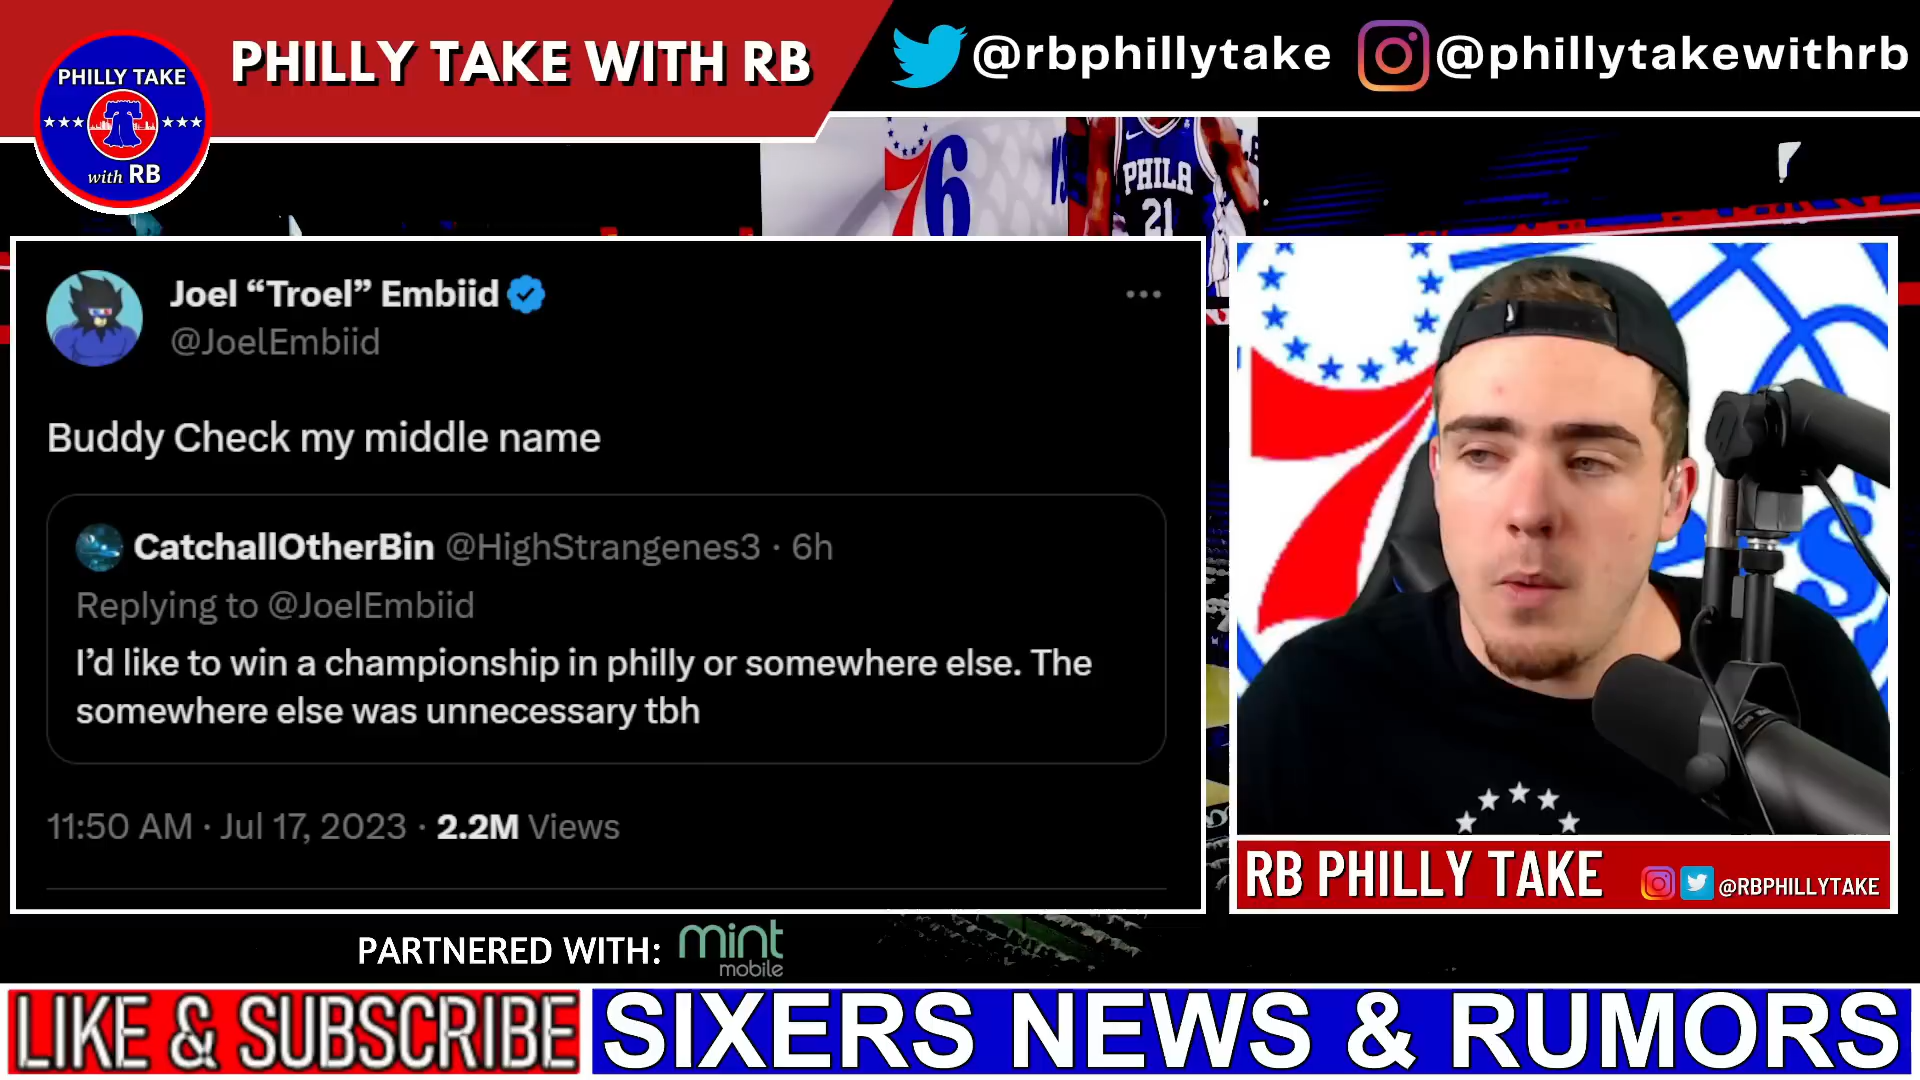 PHILLY TAKE
with RB
PHILLY TAKE WITH RB
@rbphillytake
@phillytakewithrb
76
PHILA
21
Joel “Troel” Embiid
@JoelEmbiid
Buddy Check my middle name
CatchallOtherBin @HighStrangenes3 · 6h
Replying to @JoelEmbiid
I’d like to win a championship in philly or somewhere else. The
somewhere else was unnecessary tbh
11:50 AM · Jul 17, 2023 · 2.2M Views
RB PHILLY TAKE
@RBPHILLYTAKE
PARTNERED WITH:
mint
mobile
LIKE & SUBSCRIBE
SIXERS NEWS & RUMORS